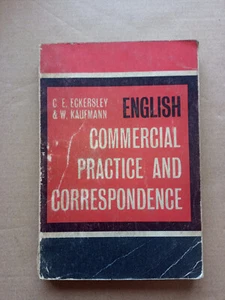 C. E. ECKERSLEY
& W. KAUFMANN
ENGLISH
COMMERCIAL
PRACTICE AND
CORRESPONDENCE